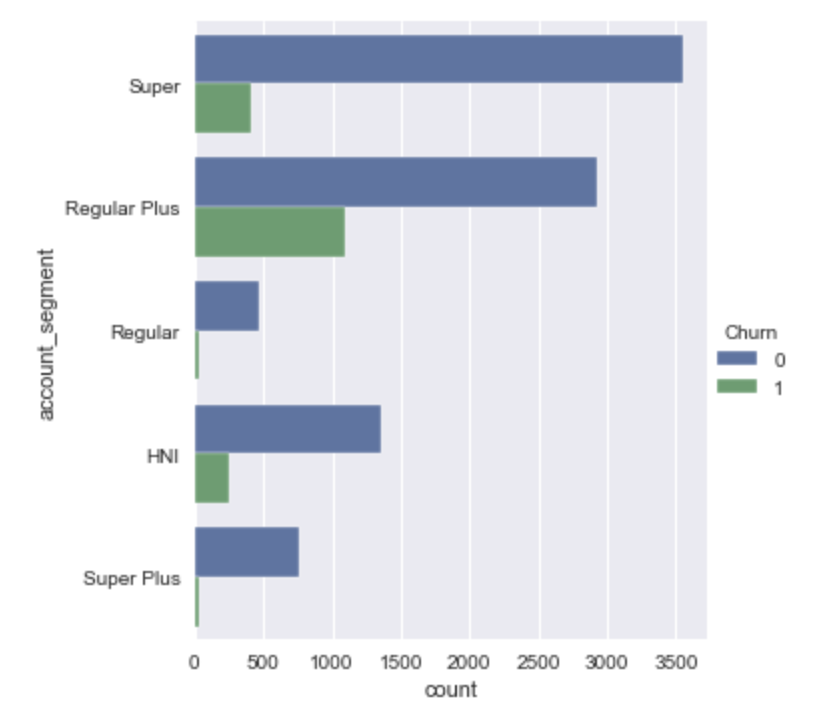 Super
Regular Plus
Regular
HNI
Super Plus
account_segment
0 500 1000 1500 2000 2500 3000 3500
count
Churn
0
1